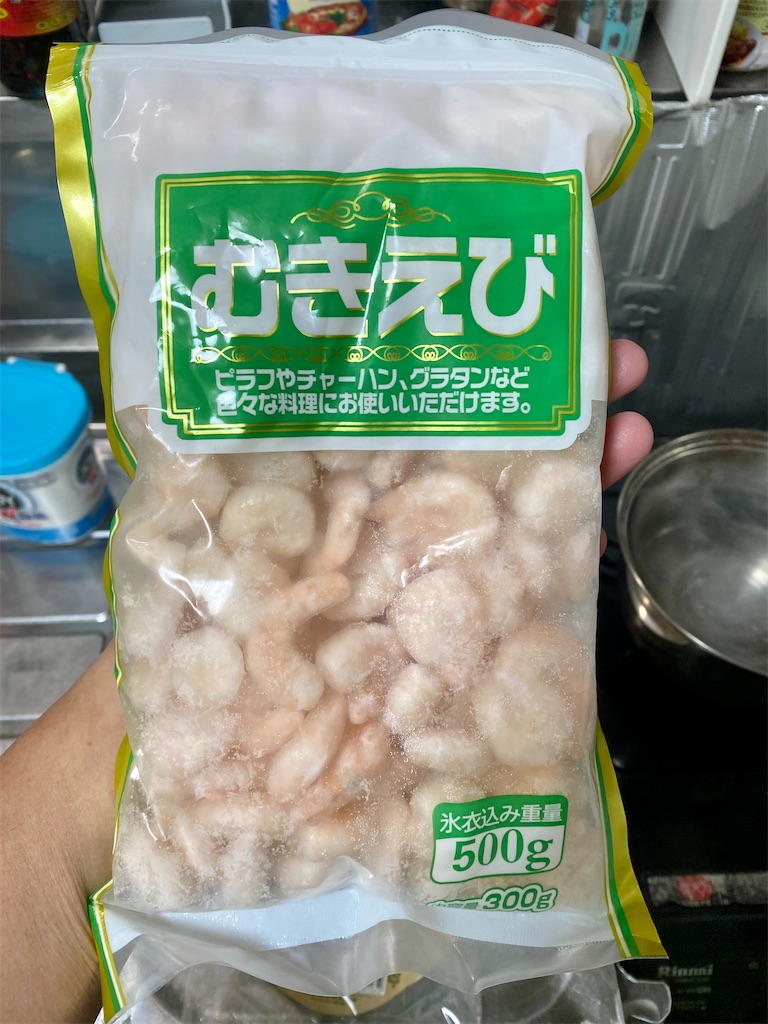 むきえび
ピラフやチャーハン、グラタンなど
色々な料理にお使いいただけます。
氷衣込み重量
500g
300g
Rinnai